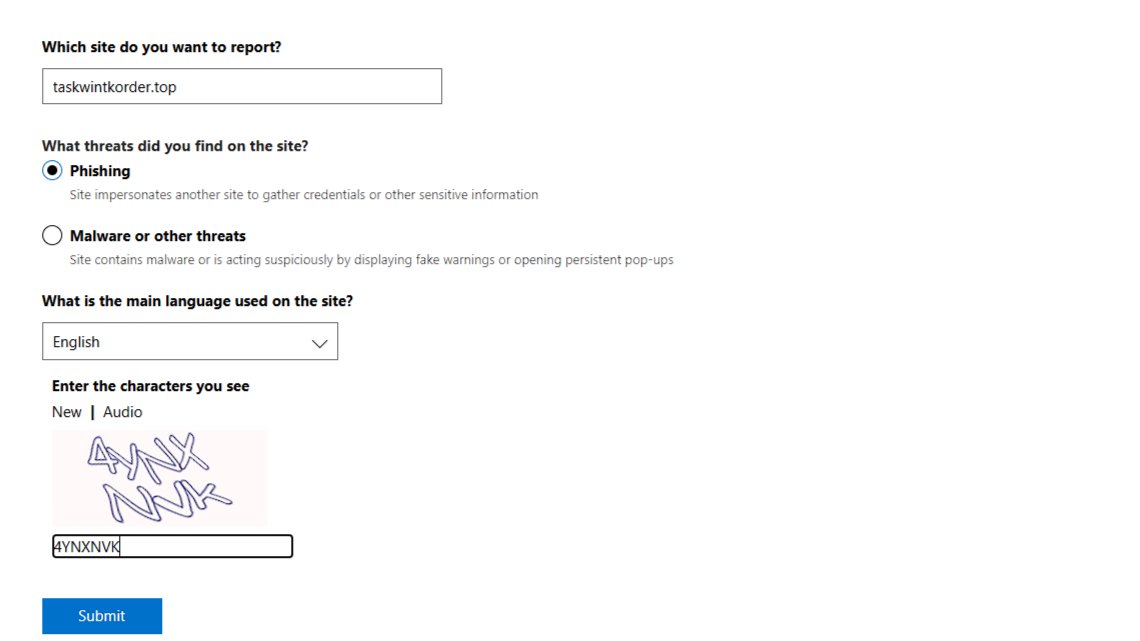 Which site do you want to report?
taskwintkorder.top
What threats did you find on the site?
Phishing
Site impersonates another site to gather credentials or other sensitive information
Malware or other threats
Site contains malware or is acting suspiciously by displaying fake warnings or opening persistent pop-ups
What is the main language used on the site?
English
Enter the characters you see
New | Audio
4YNX
NVK
4YNXNVK
Submit